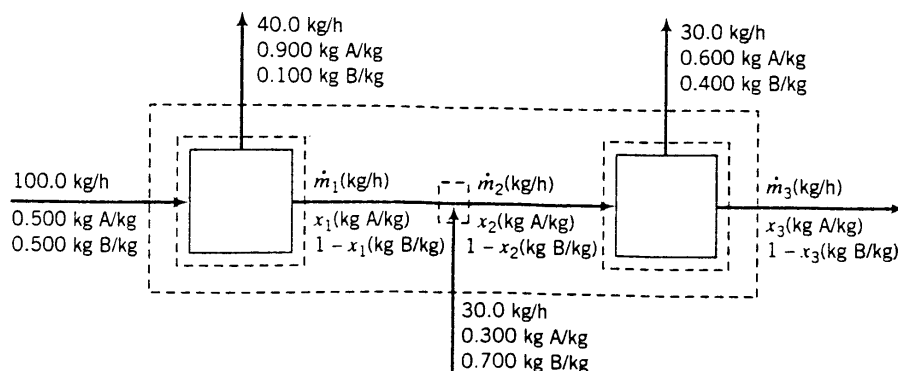 40.0 kg/h
0.900 kg A/kg
0.100 kg B/kg
30.0 kg/h
0.600 kg A/kg
0.400 kg B/kg
100.0 kg/h
0.500 kg A/kg
0.500 kg B/kg
ṁ₁(kg/h)
x₁(kg A/kg)
1 − x₁(kg B/kg)
ṁ₂(kg/h)
x₂(kg A/kg)
1 − x₂(kg B/kg)
ṁ₃(kg/h)
x₃(kg A/kg)
1 − x₃(kg B/kg)
30.0 kg/h
0.300 kg A/kg
0.700 kg B/kg